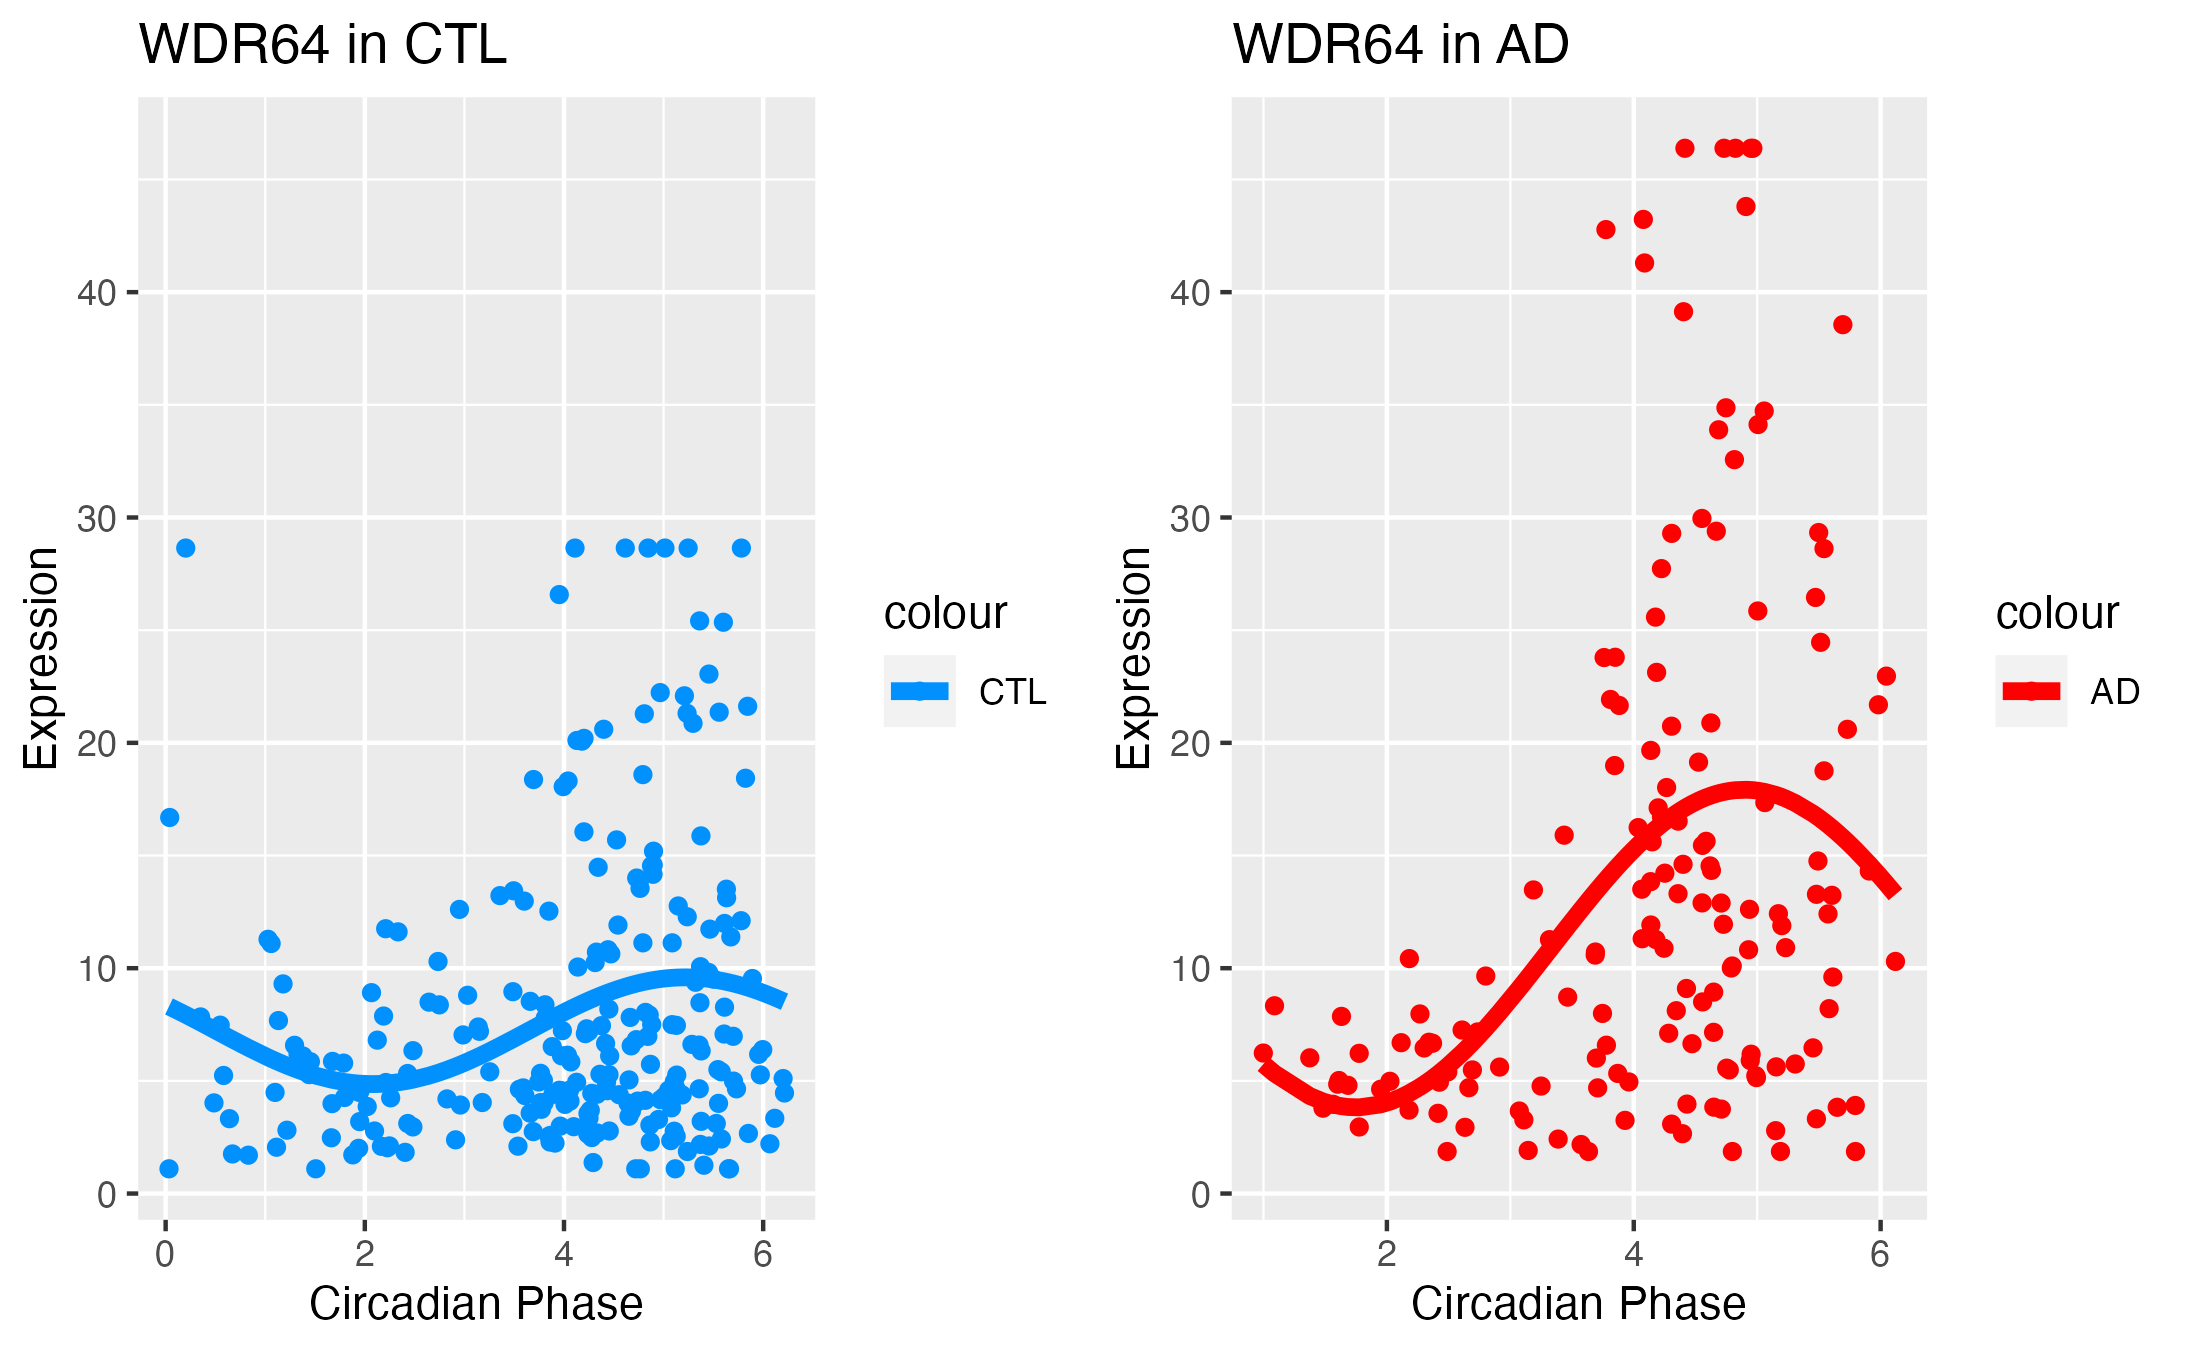 WDR64 in CTL
Expression
40
30
20
10
0
0 2 4 6
Circadian Phase
colour
CTL
WDR64 in AD
Expression
40
30
20
10
0
2 4 6
Circadian Phase
colour
AD